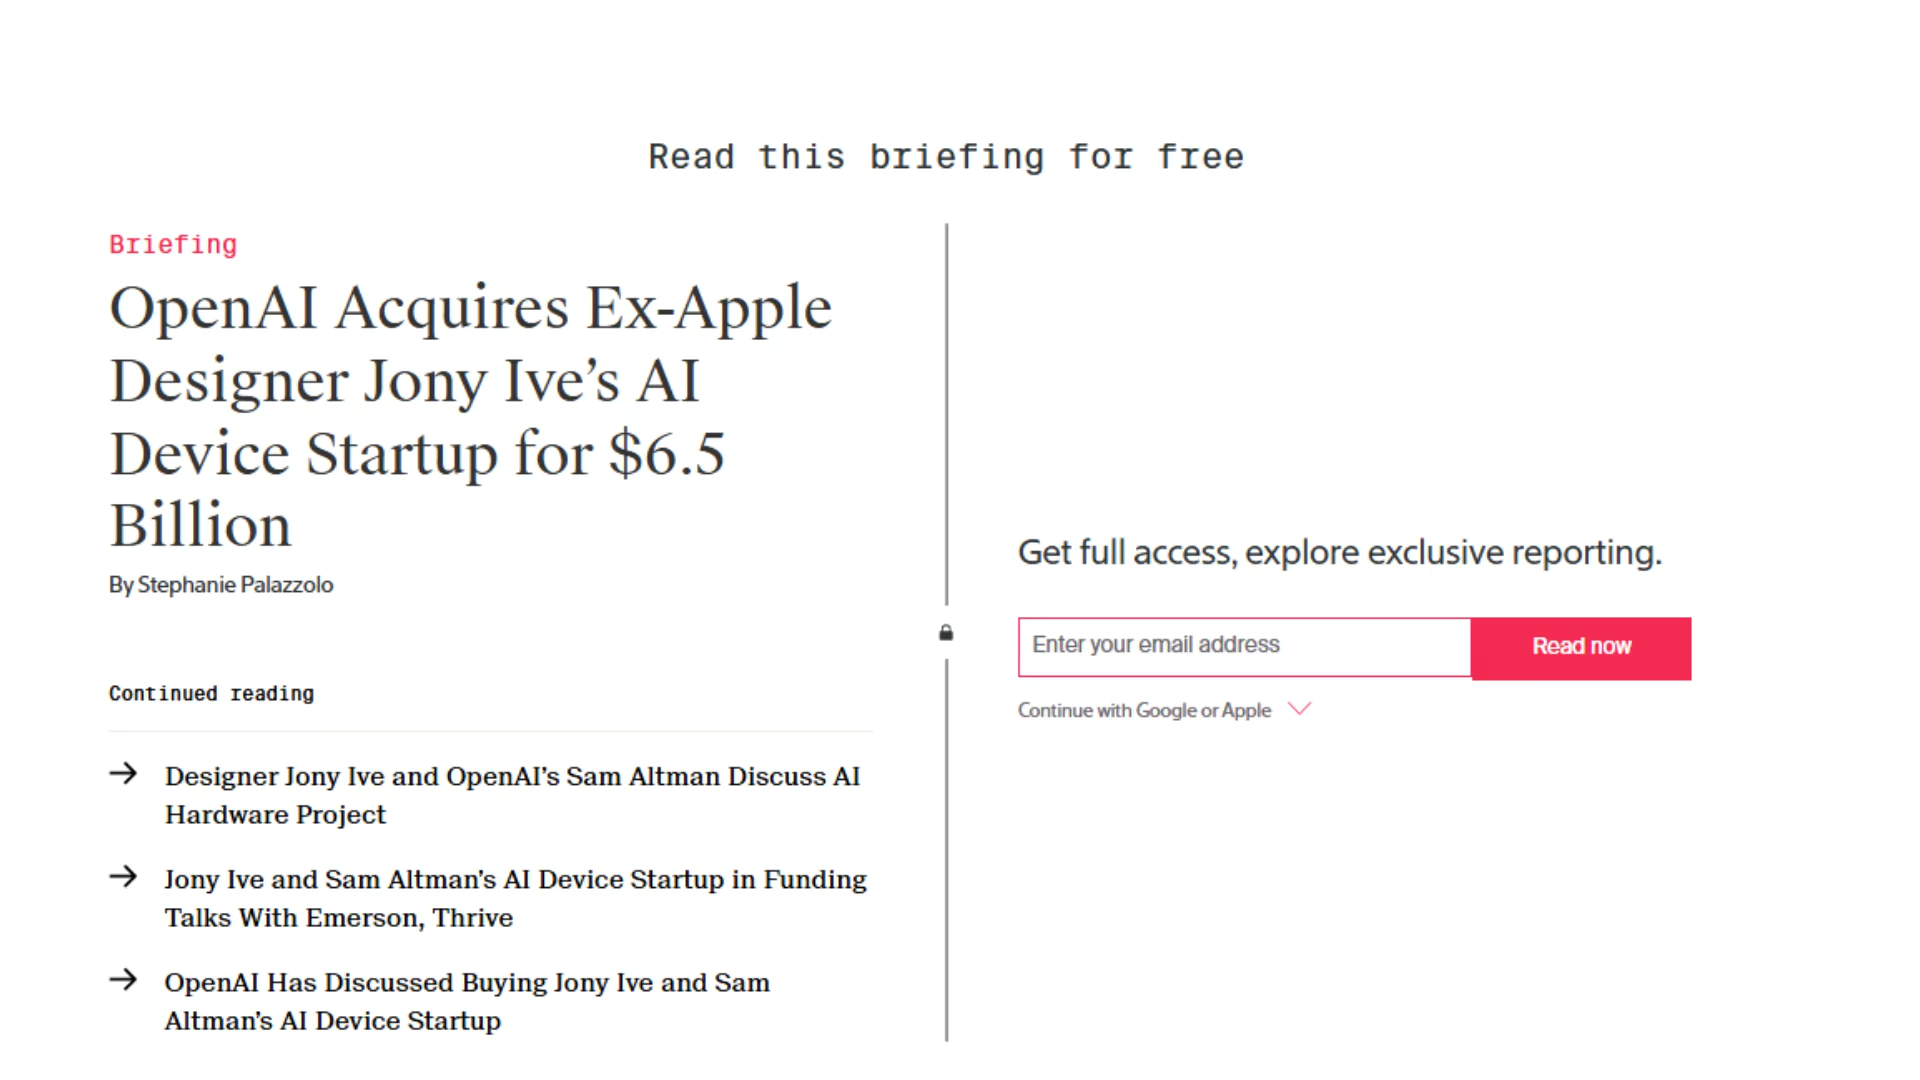 Read this briefing for free
Briefing
OpenAI Acquires Ex-Apple
Designer Jony Ive’s AI
Device Startup for $6.5
Billion
By Stephanie Palazzolo
Continued reading
Designer Jony Ive and OpenAI’s Sam Altman Discuss AI
Hardware Project
Jony Ive and Sam Altman’s AI Device Startup in Funding
Talks With Emerson, Thrive
OpenAI Has Discussed Buying Jony Ive and Sam
Altman’s AI Device Startup
Get full access, explore exclusive reporting.
Enter your email address
Read now
Continue with Google or Apple